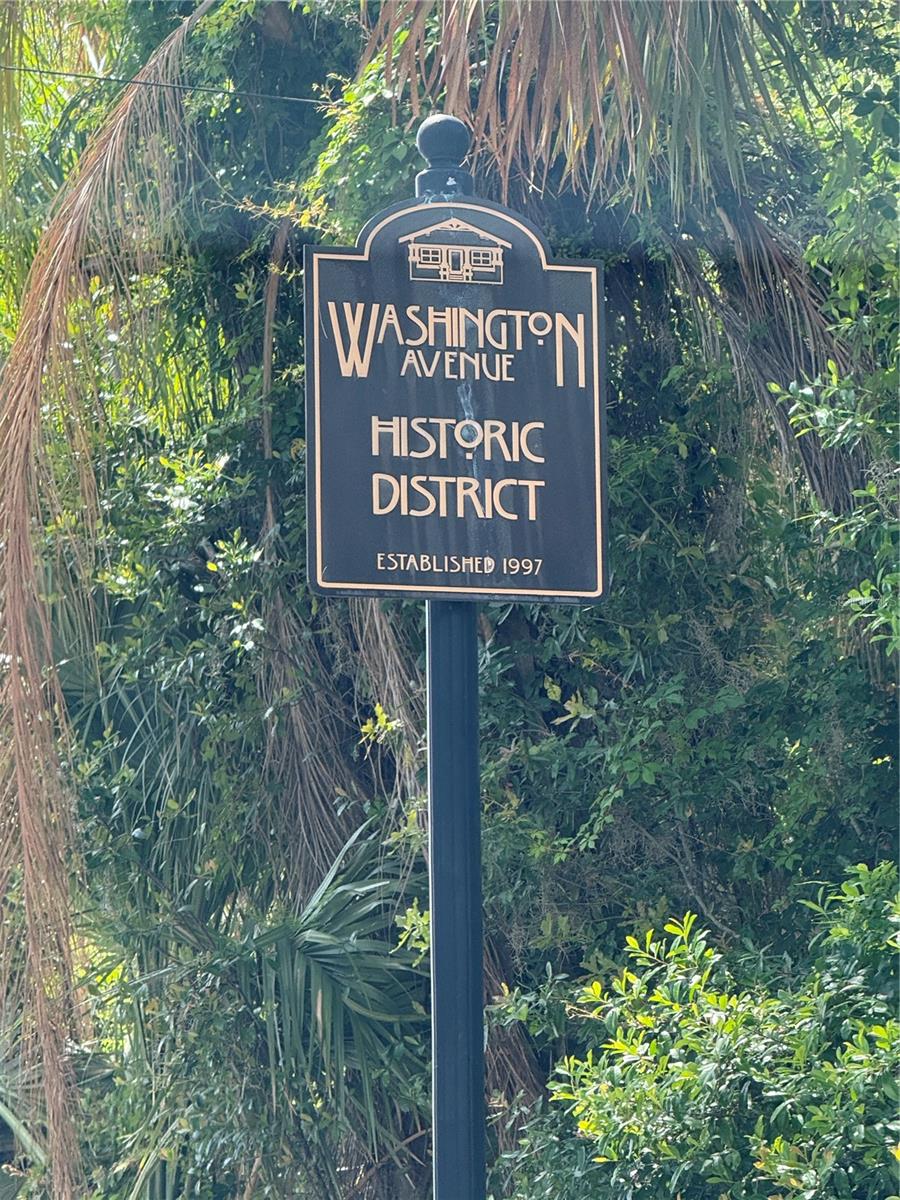 WASHINGTON
AVENUE
HISTORIC
DISTRICT
ESTABLISHED 1997